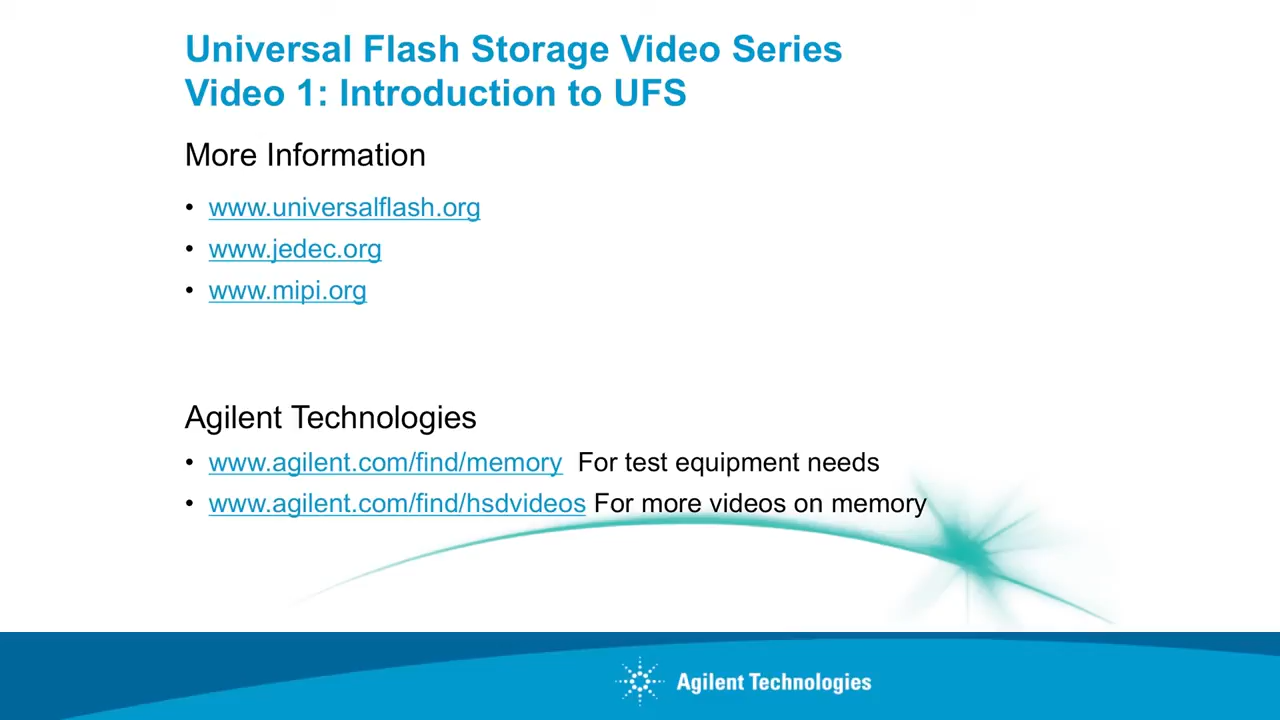 Universal Flash Storage Video Series
Video 1: Introduction to UFS
More Information
• www.universalflash.org
• www.jedec.org
• www.mipi.org
Agilent Technologies
• www.agilent.com/find/memory For test equipment needs
• www.agilent.com/find/hsdvideos For more videos on memory
Agilent Technologies